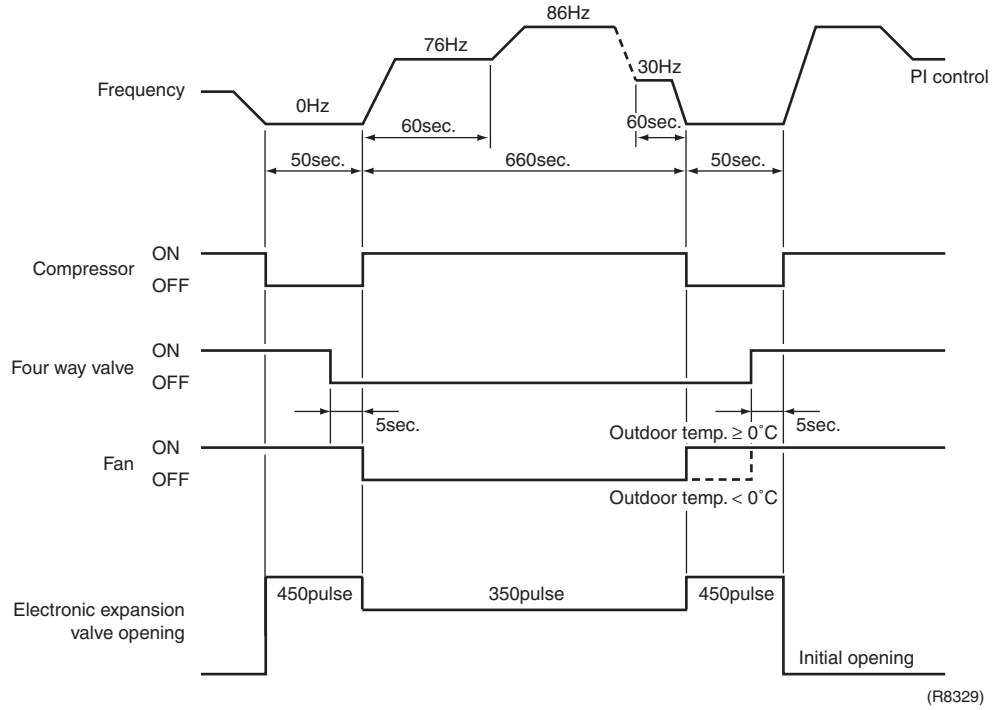 86Hz
76Hz
30Hz
PI control
Frequency
0Hz
60sec.
60sec.
50sec.
660sec.
50sec.
ON
Compressor
OFF
ON
Four way valve
OFF
5sec.
5sec.
Outdoor temp. ≥ 0˚C
ON
Fan
OFF
Outdoor temp. < 0˚C
450pulse
350pulse
450pulse
Electronic expansion
valve opening
Initial opening
(R8329)